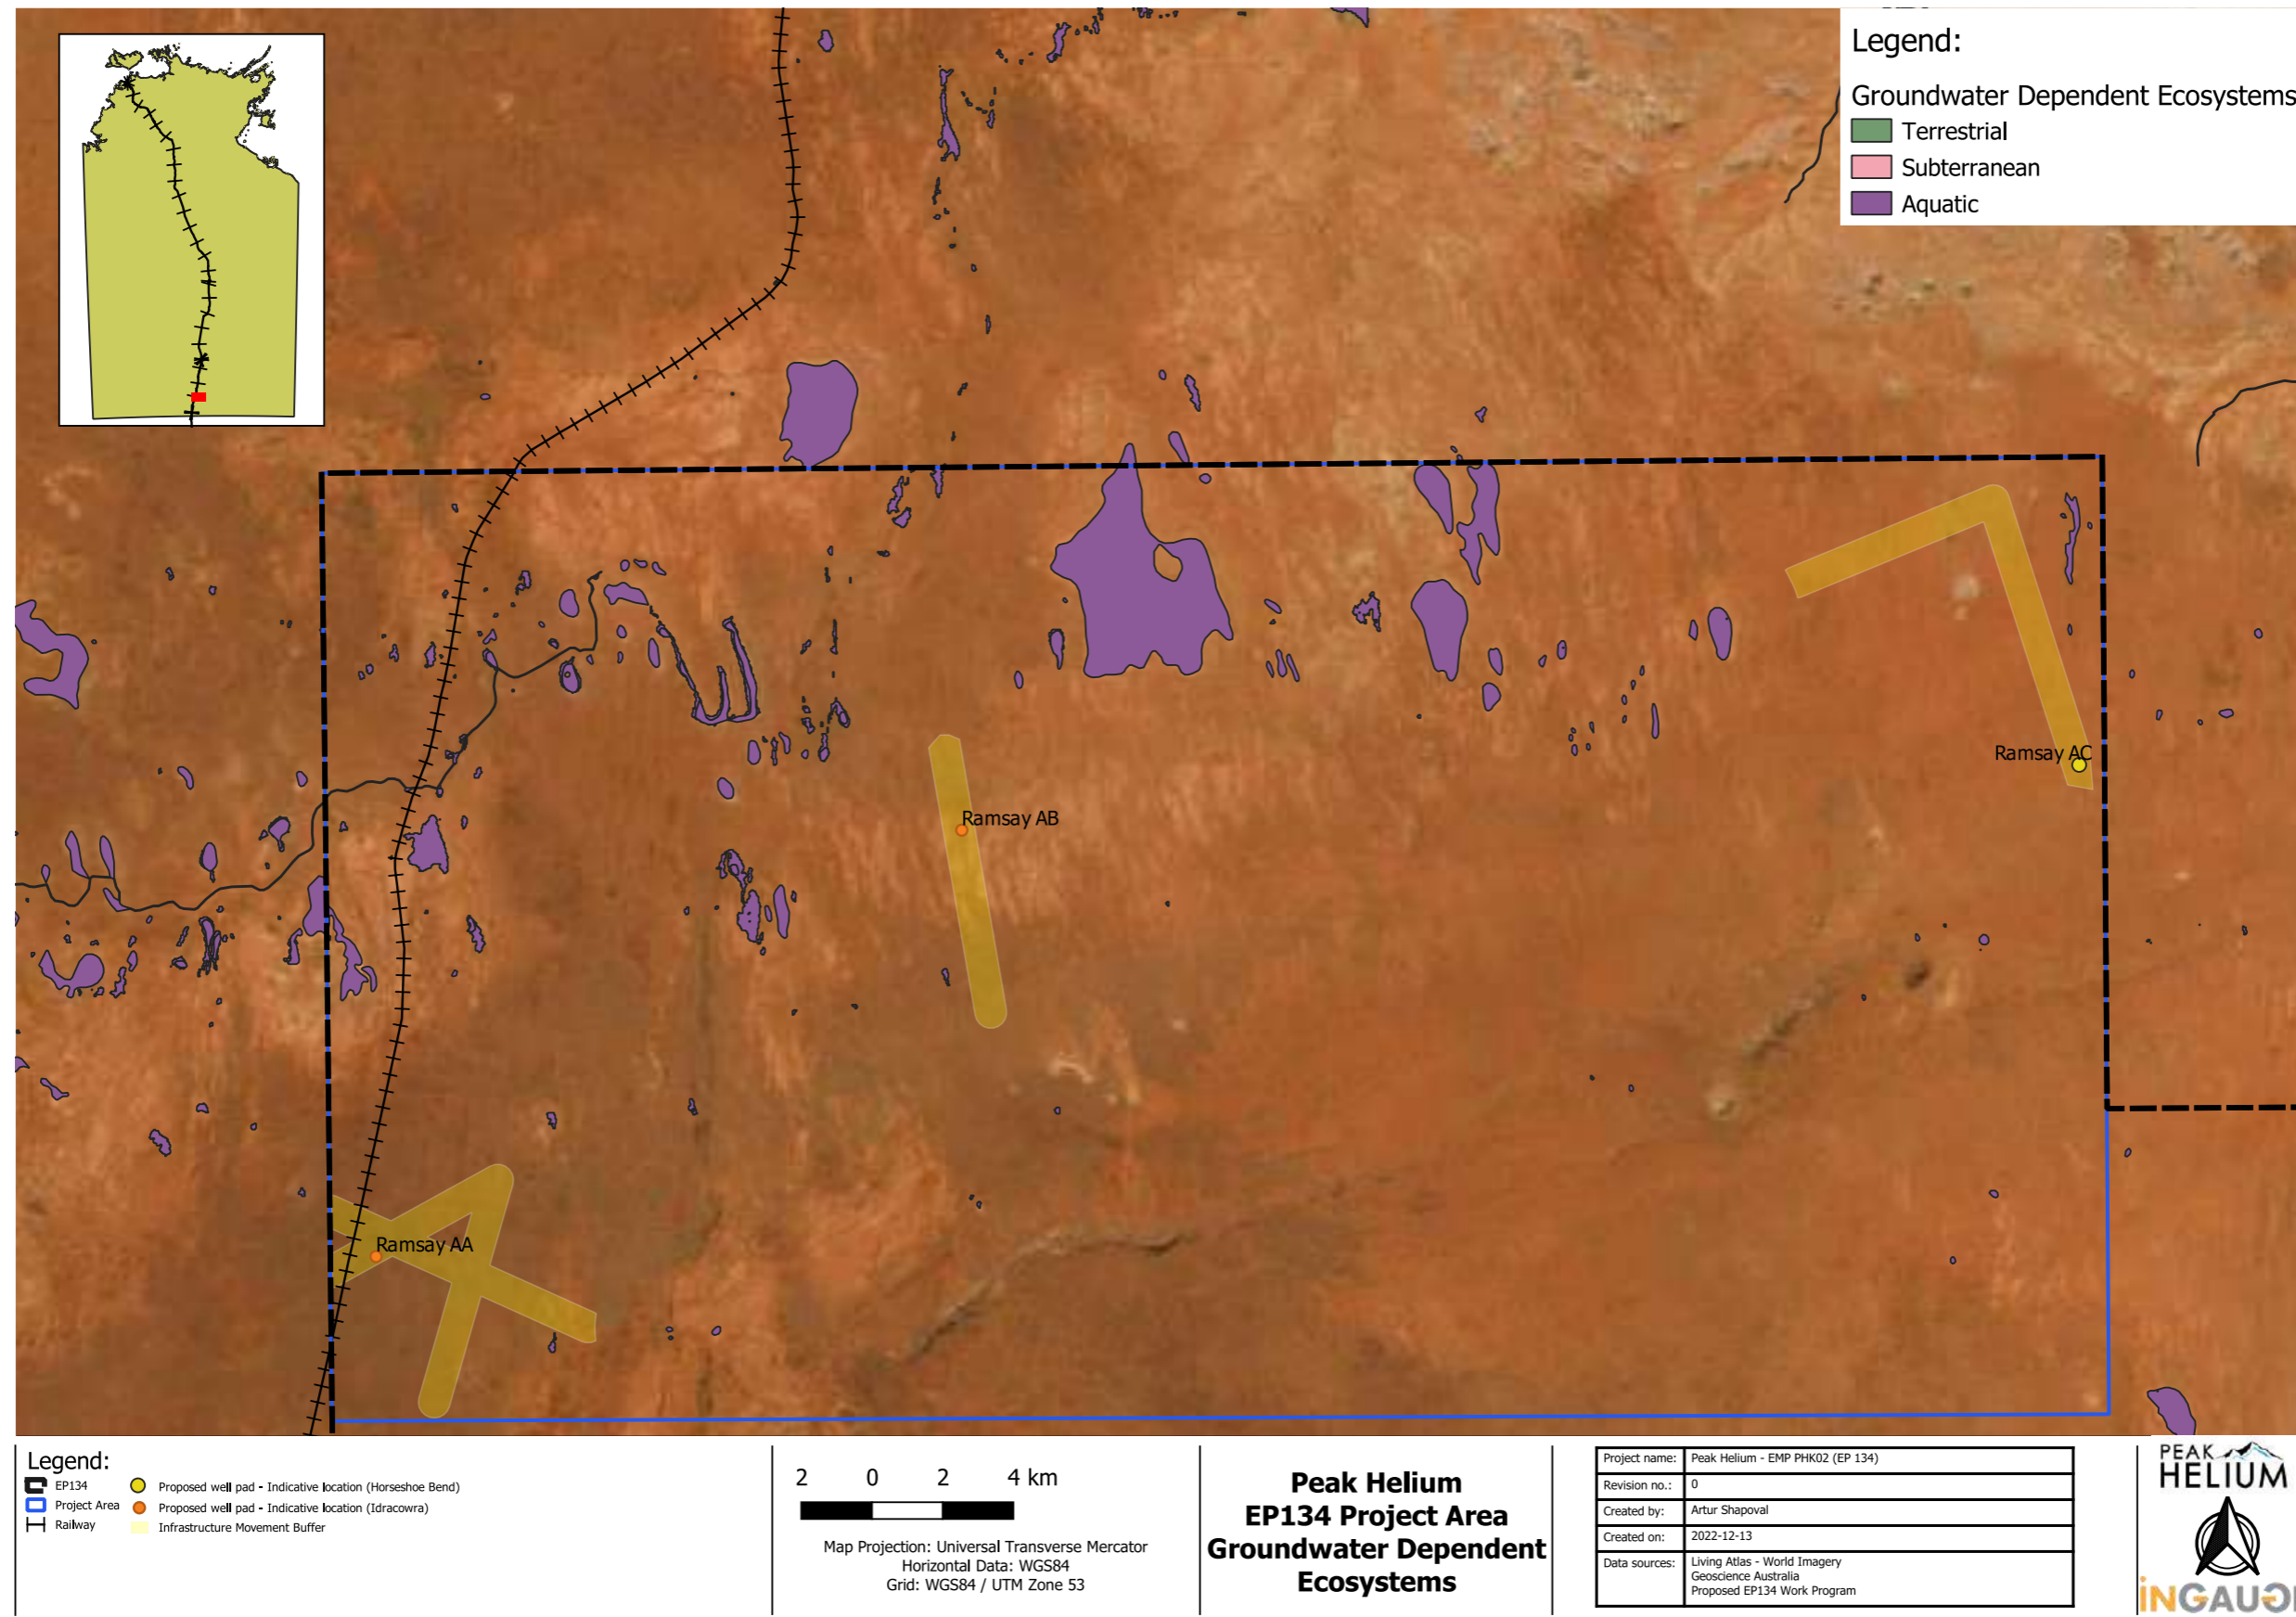 Legend:
Groundwater Dependent Ecosystems
Terrestrial
Subterranean
Aquatic
Ramsay AC
Ramsay AB
Ramsay AA
Legend:
EP134
Project Area
Railway
Proposed well pad - Indicative location (Horseshoe Bend)
Proposed well pad - Indicative location (Idracowra)
Infrastructure Movement Buffer
2 0 2 4 km
Map Projection: Universal Transverse Mercator
Horizontal Data: WGS84
Grid: WGS84 / UTM Zone 53
Peak Helium
EP134 Project Area
Groundwater Dependent
Ecosystems
Project name: Peak Helium - EMP PHK02 (EP 134)
Revision no.: 0
Created by: Artur Shapoval
Created on: 2022-12-13
Data sources: Living Atlas - World Imagery
Geoscience Australia
Proposed EP134 Work Program
PEAK
HELIUM